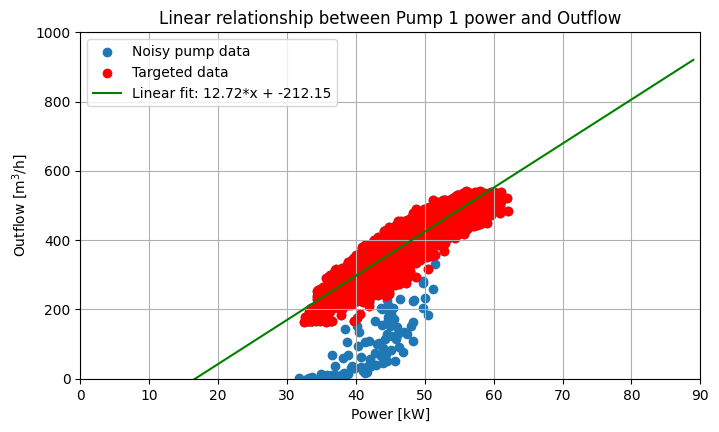 Linear relationship between Pump 1 power and Outflow
1000
800
600
400
200
0
Outflow [m³/h]
Noisy pump data
Targeted data
Linear fit: 12.72*x + -212.15
0 10 20 30 40 50 60 70 80 90
Power [kW]